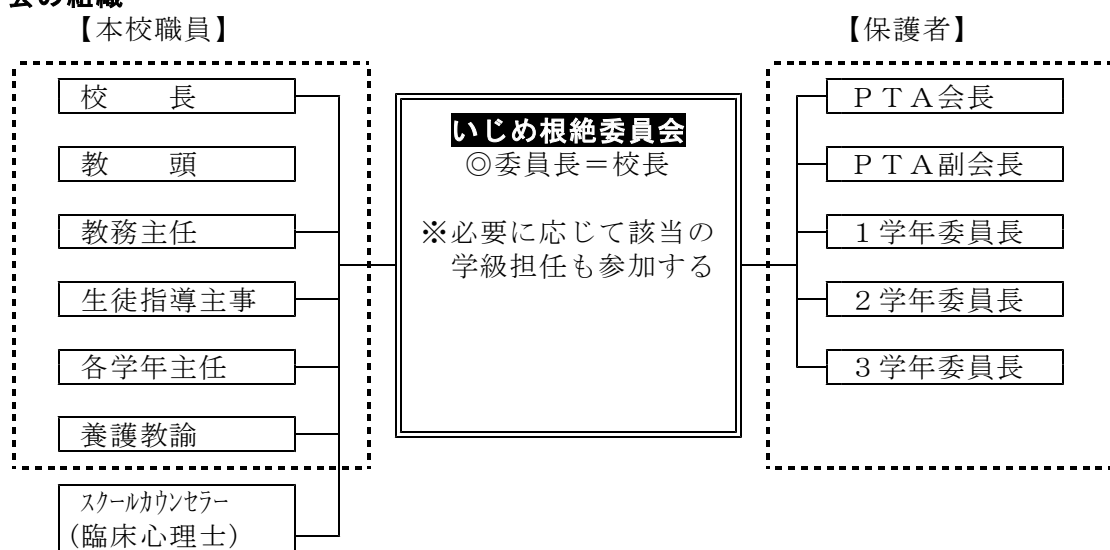 会の組織
【本校職員】
【保護者】
校　　長
教　　頭
教務主任
生徒指導主事
各学年主任
養護教諭
スクールカウンセラー
(臨床心理士)
いじめ根絶委員会
◎委員長＝校長
※必要に応じて該当の
学級担任も参加する
ＰＴＡ会長
ＰＴＡ副会長
１学年委員長
２学年委員長
３学年委員長